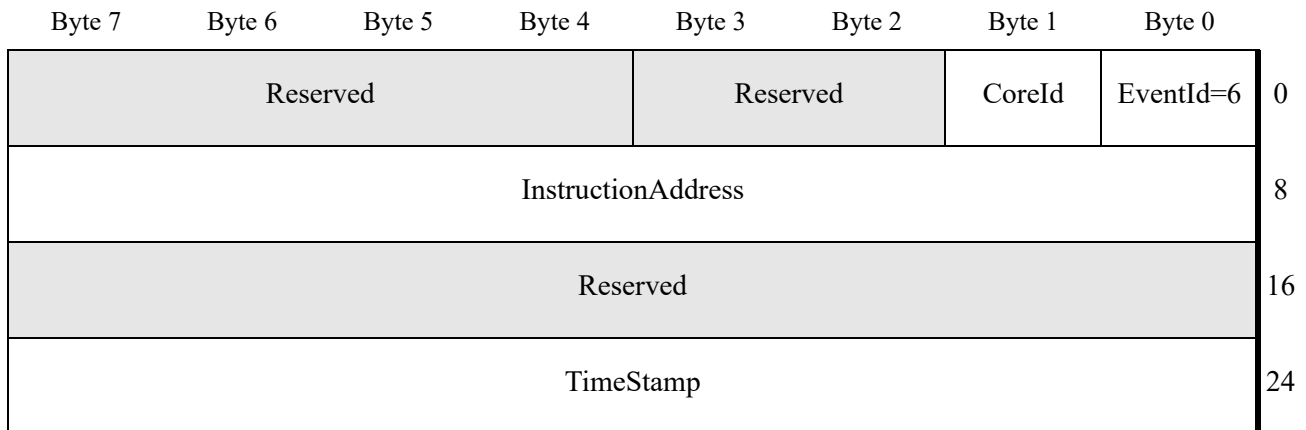 Byte 7 Byte 6 Byte 5 Byte 4 Byte 3 Byte 2 Byte 1 Byte 0
Reserved Reserved CoreId EventId=6 0
InstructionAddress 8
Reserved 16
TimeStamp 24